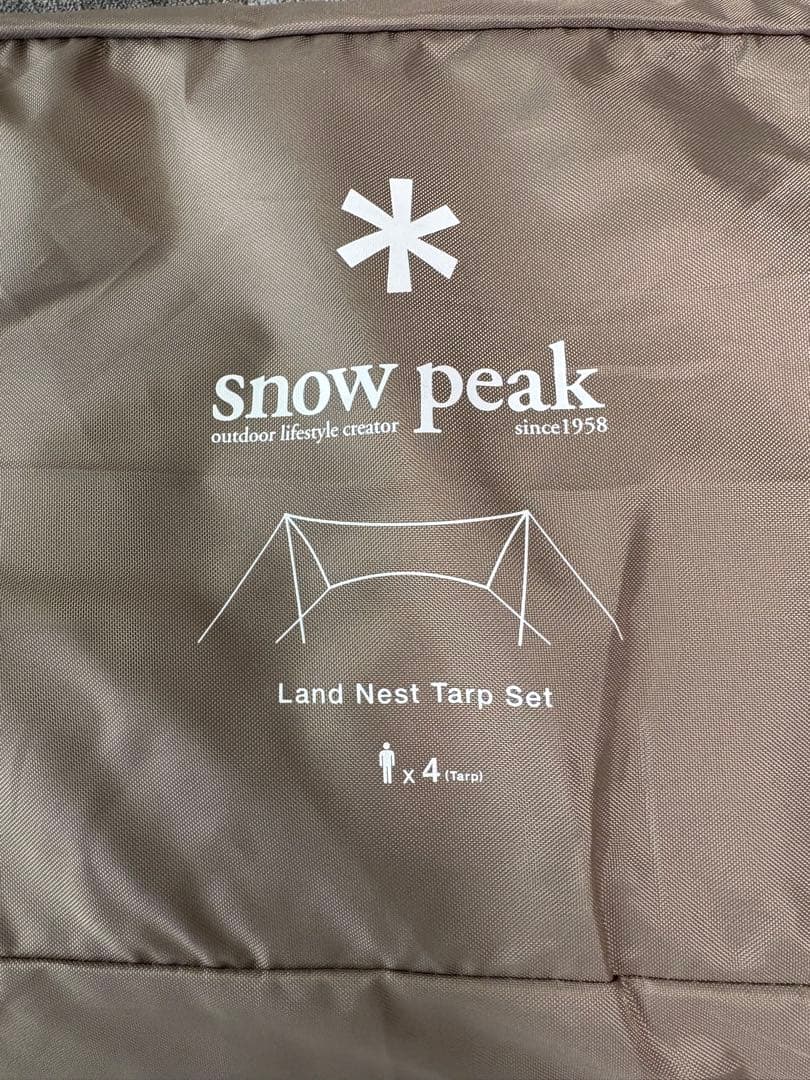 snow peak
outdoor lifestyle creator since1958
Land Nest Tarp Set
x 4 (Tarp)